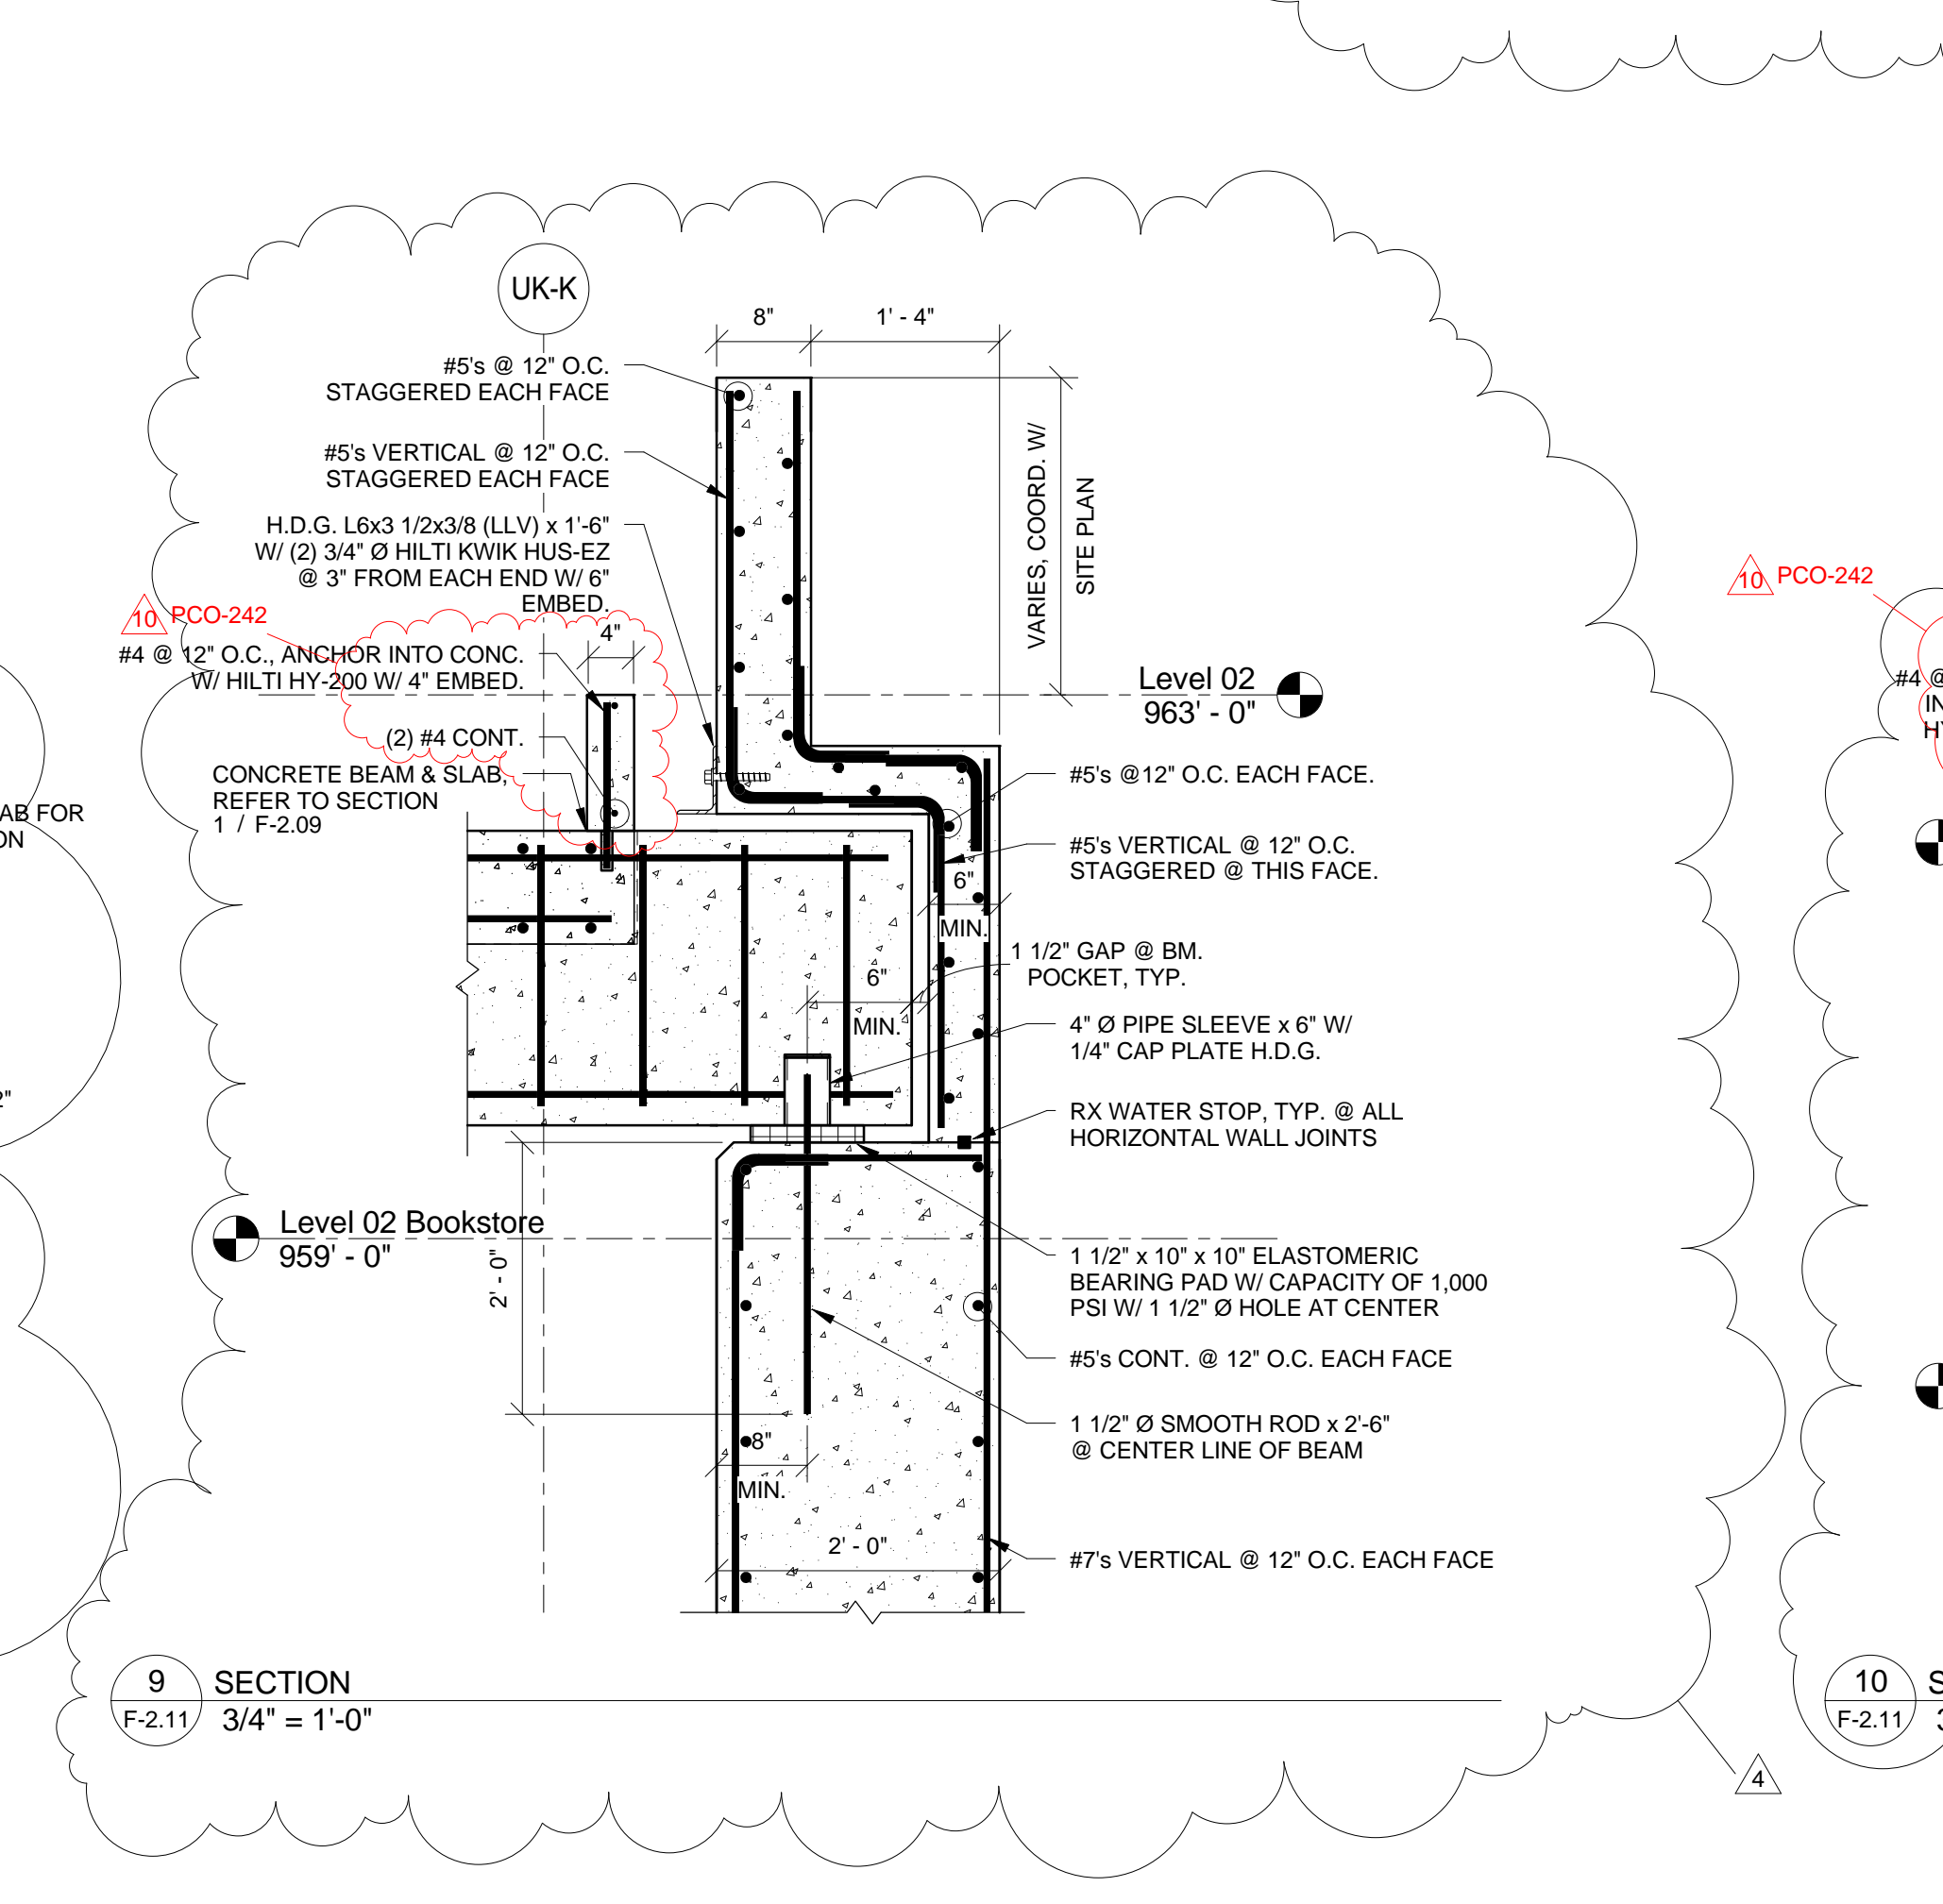 UK-K
8"
1' - 4"
#5's @ 12" O.C.
STAGGERED EACH FACE
#5's VERTICAL @ 12" O.C.
STAGGERED EACH FACE
H.D.G. L6x3 1/2x3/8 (LLV) x 1'-6"
W/ (2) 3/4" Ø HILTI KWIK HUS-EZ
@ 3" FROM EACH END W/ 6"
EMBED.
10 PCO-242
4"
#4 @ 12" O.C., ANCHOR INTO CONC.
W/ HILTI HY-200 W/ 4" EMBED.
(2) #4 CONT.
CONCRETE BEAM & SLAB,
REFER TO SECTION
1 / F-2.09
VARIES, COORD. W/
SITE PLAN
Level 02
963' - 0"
#5's @12" O.C. EACH FACE.
#5's VERTICAL @ 12" O.C.
STAGGERED @ THIS FACE.
6"
MIN.
1 1/2" GAP @ BM.
POCKET, TYP.
6"
MIN.
4" Ø PIPE SLEEVE x 6" W/
1/4" CAP PLATE H.D.G.
RX WATER STOP, TYP. @ ALL
HORIZONTAL WALL JOINTS
Level 02 Bookstore
959' - 0"
2' - 0"
1 1/2" x 10" x 10" ELASTOMERIC
BEARING PAD W/ CAPACITY OF 1,000
PSI W/ 1 1/2" Ø HOLE AT CENTER
#5's CONT. @ 12" O.C. EACH FACE
1 1/2" Ø SMOOTH ROD x 2'-6"
@ CENTER LINE OF BEAM
8"
MIN.
2' - 0"
#7's VERTICAL @ 12" O.C. EACH FACE
9
F-2.11
SECTION
3/4" = 1'-0"
4
AB FOR
ON
2"
10 PCO-242
#4 @
IN
HY
10
F-2.11
S